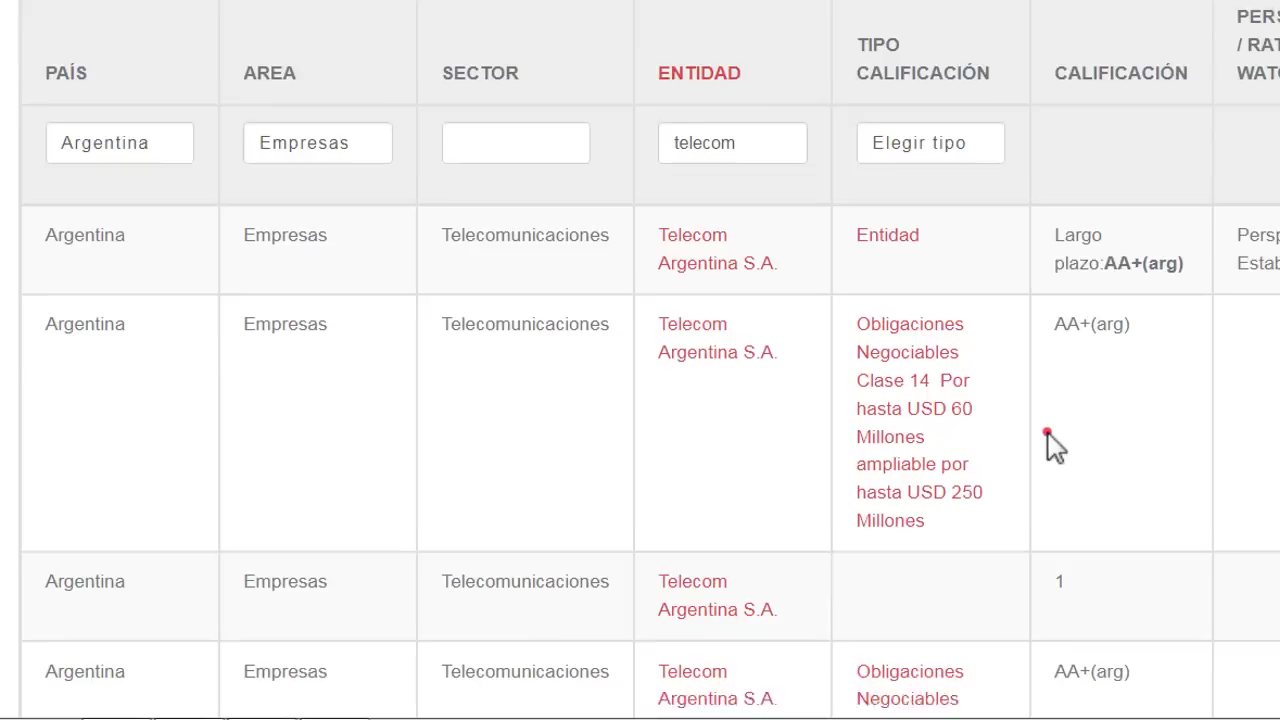 PAÍS
AREA
SECTOR
ENTIDAD
TIPO
CALIFICACIÓN
CALIFICACIÓN
Argentina
Empresas
telecom
Elegir tipo
Argentina
Empresas
Telecomunicaciones
Telecom
Argentina S.A.
Entidad
Largo
plazo:AA+(arg)
Argentina
Empresas
Telecomunicaciones
Telecom
Argentina S.A.
Obligaciones
Negociables
Clase 14  Por
hasta USD 60
Millones
ampliable por
hasta USD 250
Millones
AA+(arg)
Argentina
Empresas
Telecomunicaciones
Telecom
Argentina S.A.
1
Argentina
Empresas
Telecomunicaciones
Telecom
Argentina S.A.
Obligaciones
Negociables
AA+(arg)